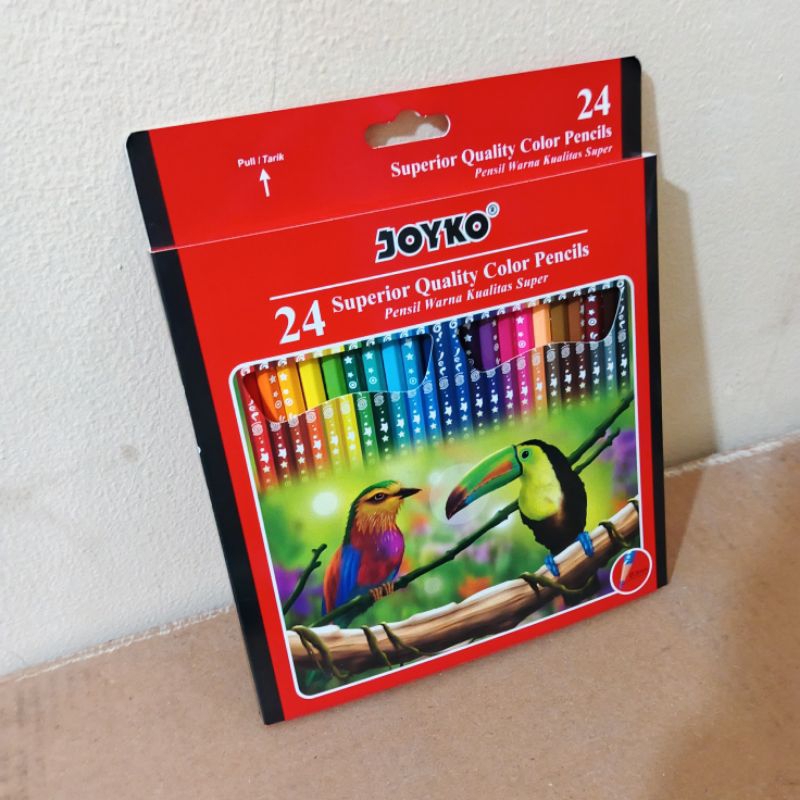 24
Pull / Tarik
Superior Quality Color Pencils
Pensil Warna Kualitas Super
JOYKO®
24 Superior Quality Color Pencils
Pensil Warna Kualitas Super